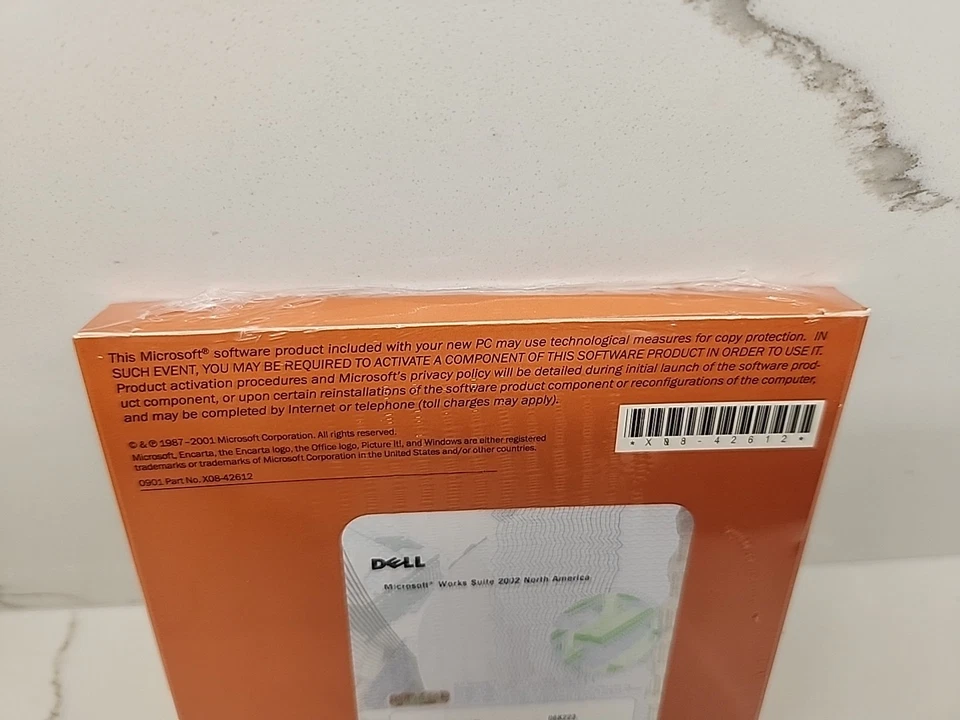 This Microsoft® software product included with your new PC may use technological measures for copy protection. IN
SUCH EVENT, YOU MAY BE REQUIRED TO ACTIVATE A COMPONENT OF THIS SOFTWARE PRODUCT IN ORDER TO USE IT.
Product activation procedures and Microsoft's privacy policy will be detailed during initial launch of the software prod-
uct component, or upon certain reinstallations of the software product component or reconfigurations of the computer,
and may be completed by Internet or telephone (toll charges may apply).
*X08-42612*
© & ℗ 1987–2001 Microsoft Corporation. All rights reserved.
Microsoft, Encarta, the Encarta logo, the Office logo, Picture It!, and Windows are either registered
trademarks or trademarks of Microsoft Corporation in the United States and/or other countries.
0901 Part No. X08-42612
DELL
Microsoft® Works Suite 2002 North America